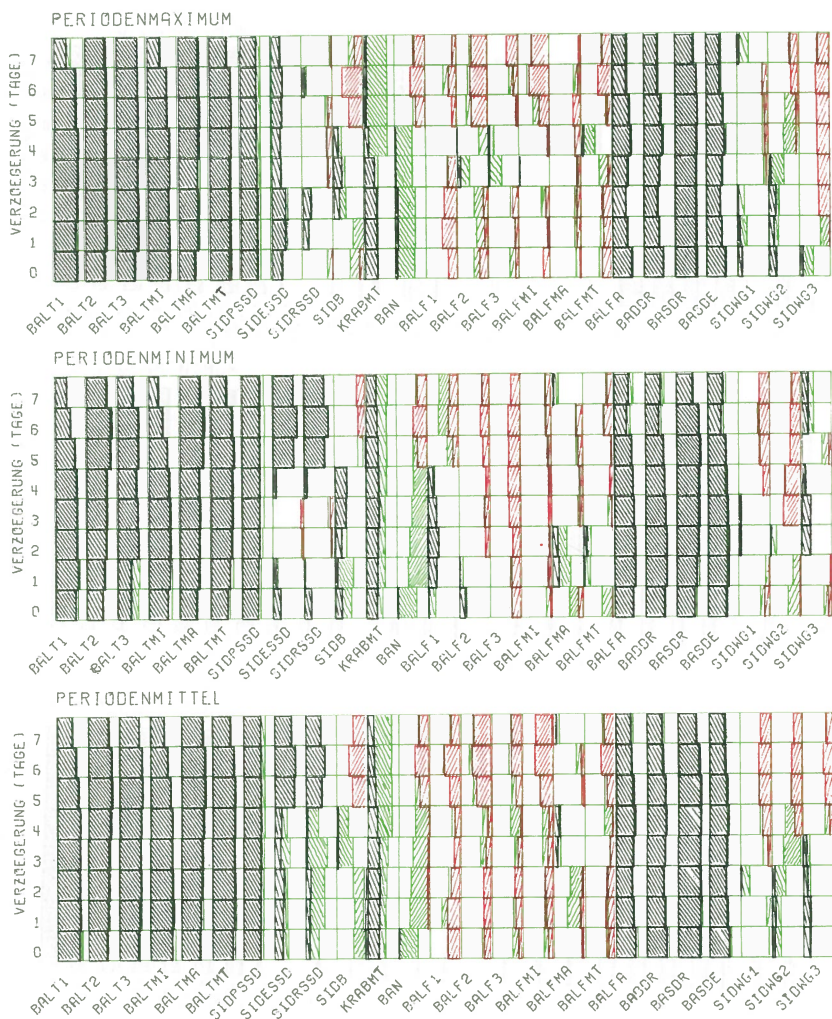 PERIODENMAXIMUM
VERZOEGERUNG (TAGE)
7
6
5
4
3
2
1
0
BALT1 BALT2 BALT3 BALTMI BALTMA BALTMT SIDPSSD SIDESSD SIDRSSD SIDB KRABMT BAN BALF1 BALF2 BALF3 BALFMI BALFMA BALFMT BALFA BADDR BASDR BASDE SIDWG1 SIDWG2 SIDWG3
PERIODENMINIMUM
VERZOEGERUNG (TAGE)
7
6
5
4
3
2
1
0
BALT1 BALT2 BALT3 BALTMI BALTMA BALTMT SIDPSSD SIDESSD SIDRSSD SIDB KRABMT BAN BALF1 BALF2 BALF3 BALFMI BALFMA BALFMT BALFA BADDR BASDR BASDE SIDWG1 SIDWG2 SIDWG3
PERIODENMITTEL
VERZOEGERUNG (TAGE)
7
6
5
4
3
2
1
0
BALT1 BALT2 BALT3 BALTMI BALTMA BALTMT SIDPSSD SIDESSD SIDRSSD SIDB KRABMT BAN BALF1 BALF2 BALF3 BALFMI BALFMA BALFMT BALFA BADDR BASDR BASDE SIDWG1 SIDWG2 SIDWG3